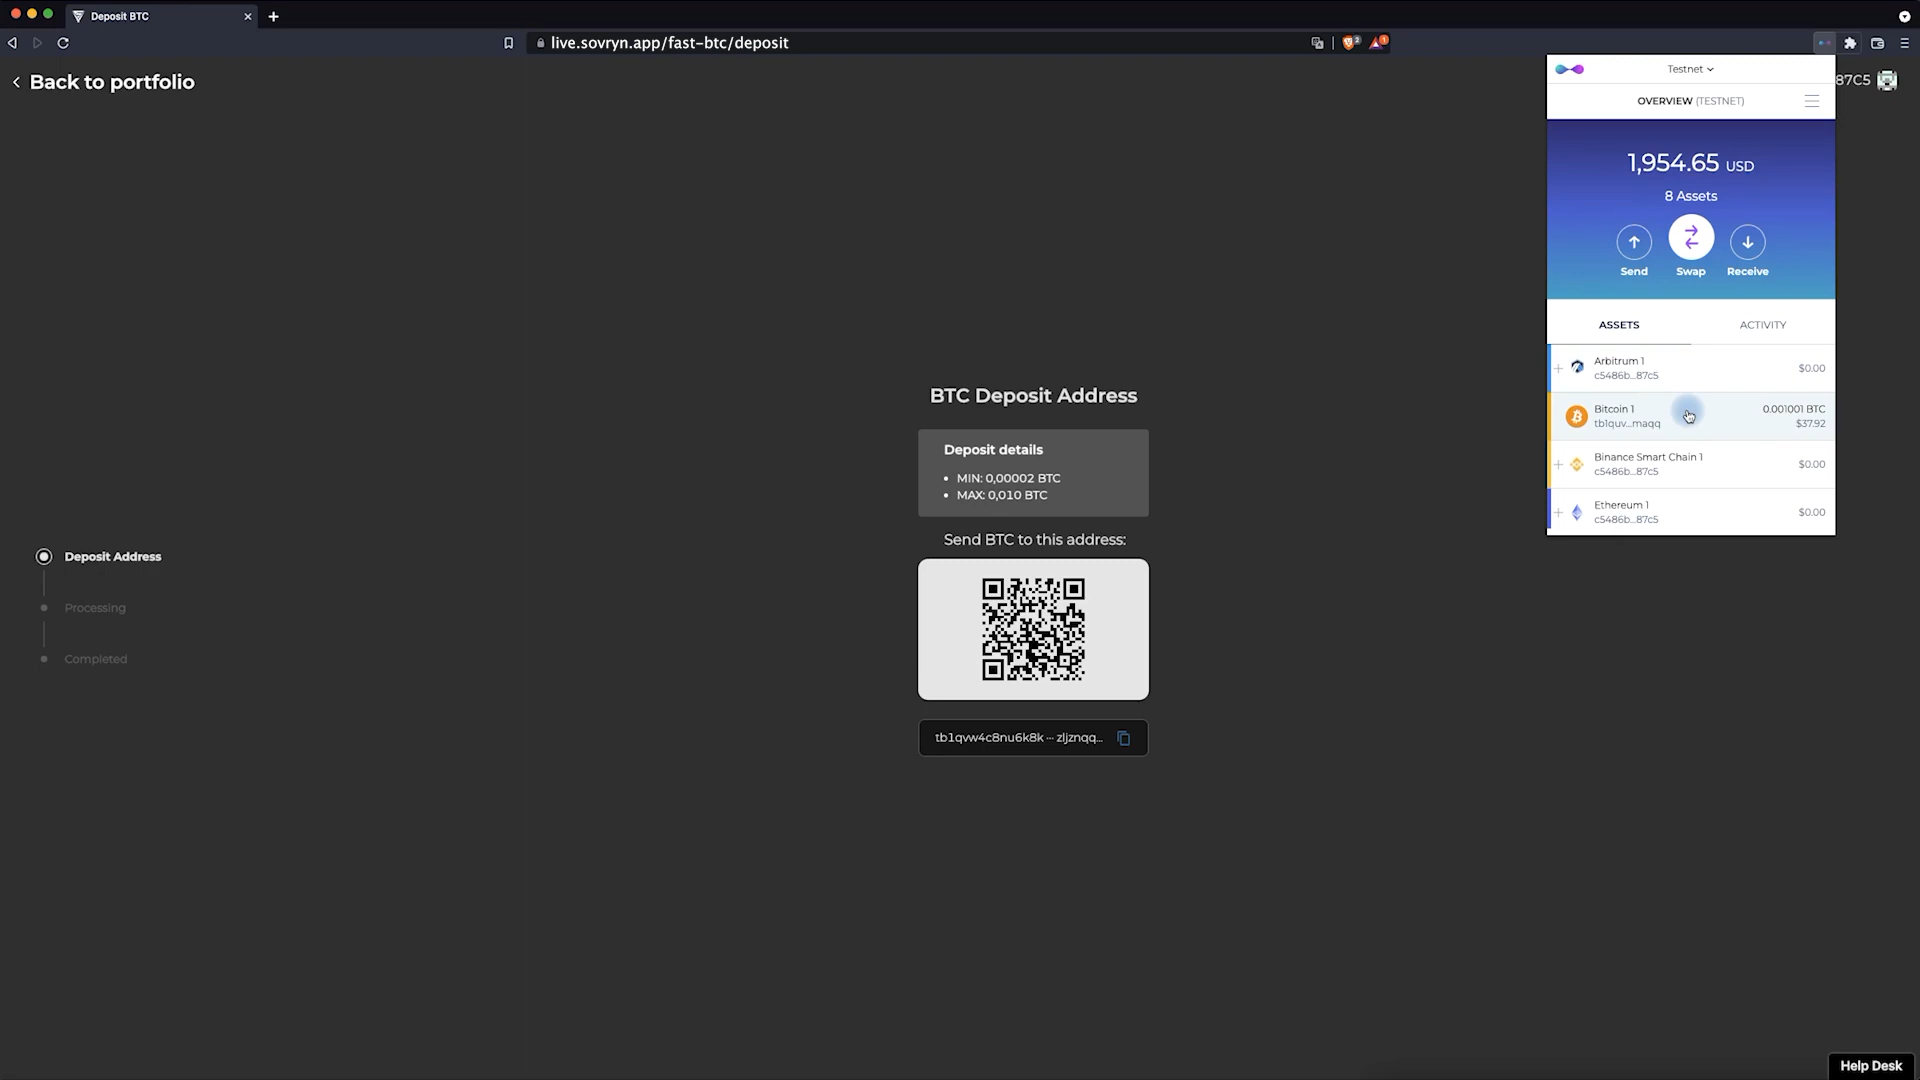 Deposit BTC
live.sovryn.app/fast-btc/deposit
2
1
Back to portfolio
87C5
Testnet
OVERVIEW (TESTNET)
1,954.65 USD
8 Assets
Send
Swap
Receive
ASSETS
ACTIVITY
Arbitrum 1
c5486b...87c5
$0.00
Bitcoin 1
tb1quv...maqq
0.001001 BTC
$37.92
Binance Smart Chain 1
c5486b...87c5
$0.00
Ethereum 1
c5486b...87c5
$0.00
BTC Deposit Address
Deposit details
• MIN: 0,00002 BTC
• MAX: 0,010 BTC
Send BTC to this address:
tb1qvw4c8nu6k8k ··· zljznqq...
Deposit Address
Processing
Completed
Help Desk